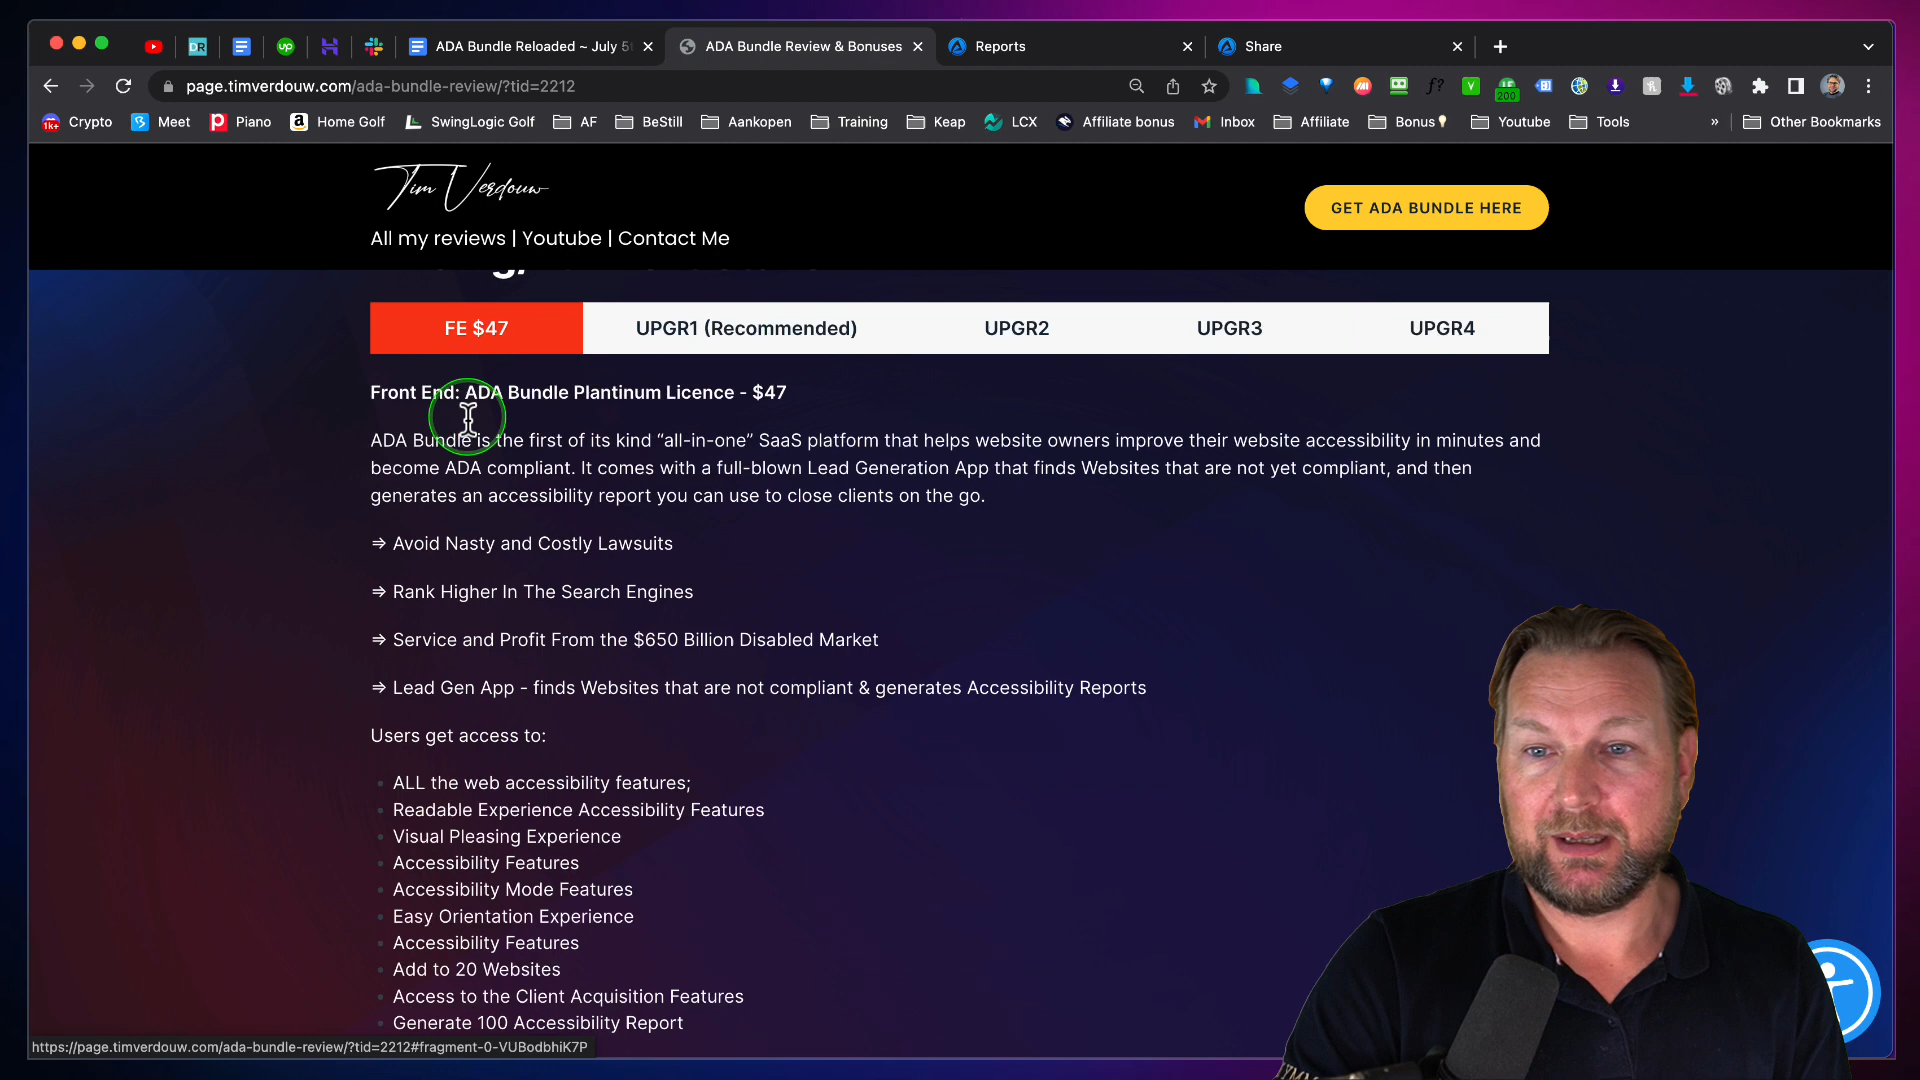 ADA Bundle Reloaded ~ July 5
ADA Bundle Review & Bonuses
Reports
Share
page.timverdouw.com/ada-bundle-review/?tid=2212
200
1k+ Crypto
Meet
Piano
Home Golf
SwingLogic Golf
AF
BeStill
Aankopen
Training
Keap
LCX
Affiliate bonus
Inbox
Affiliate
Bonus
Youtube
Tools
»
Other Bookmarks
Tim Verdouw
All my reviews | Youtube | Contact Me
GET ADA BUNDLE HERE
FE $47
UPGR1 (Recommended)
UPGR2
UPGR3
UPGR4
Front End: ADA Bundle Plantinum Licence - $47
ADA Bundle is the first of its kind “all-in-one” SaaS platform that helps website owners improve their website accessibility in minutes and
become ADA compliant. It comes with a full-blown Lead Generation App that finds Websites that are not yet compliant, and then
generates an accessibility report you can use to close clients on the go.
⇒ Avoid Nasty and Costly Lawsuits
⇒ Rank Higher In The Search Engines
⇒ Service and Profit From the $650 Billion Disabled Market
⇒ Lead Gen App - finds Websites that are not compliant & generates Accessibility Reports
Users get access to:
• ALL the web accessibility features;
• Readable Experience Accessibility Features
• Visual Pleasing Experience
• Accessibility Features
• Accessibility Mode Features
• Easy Orientation Experience
• Accessibility Features
• Add to 20 Websites
• Access to the Client Acquisition Features
• Generate 100 Accessibility Report
https://page.timverdouw.com/ada-bundle-review/?tid=2212#fragment-0-VUBodbhiK7P